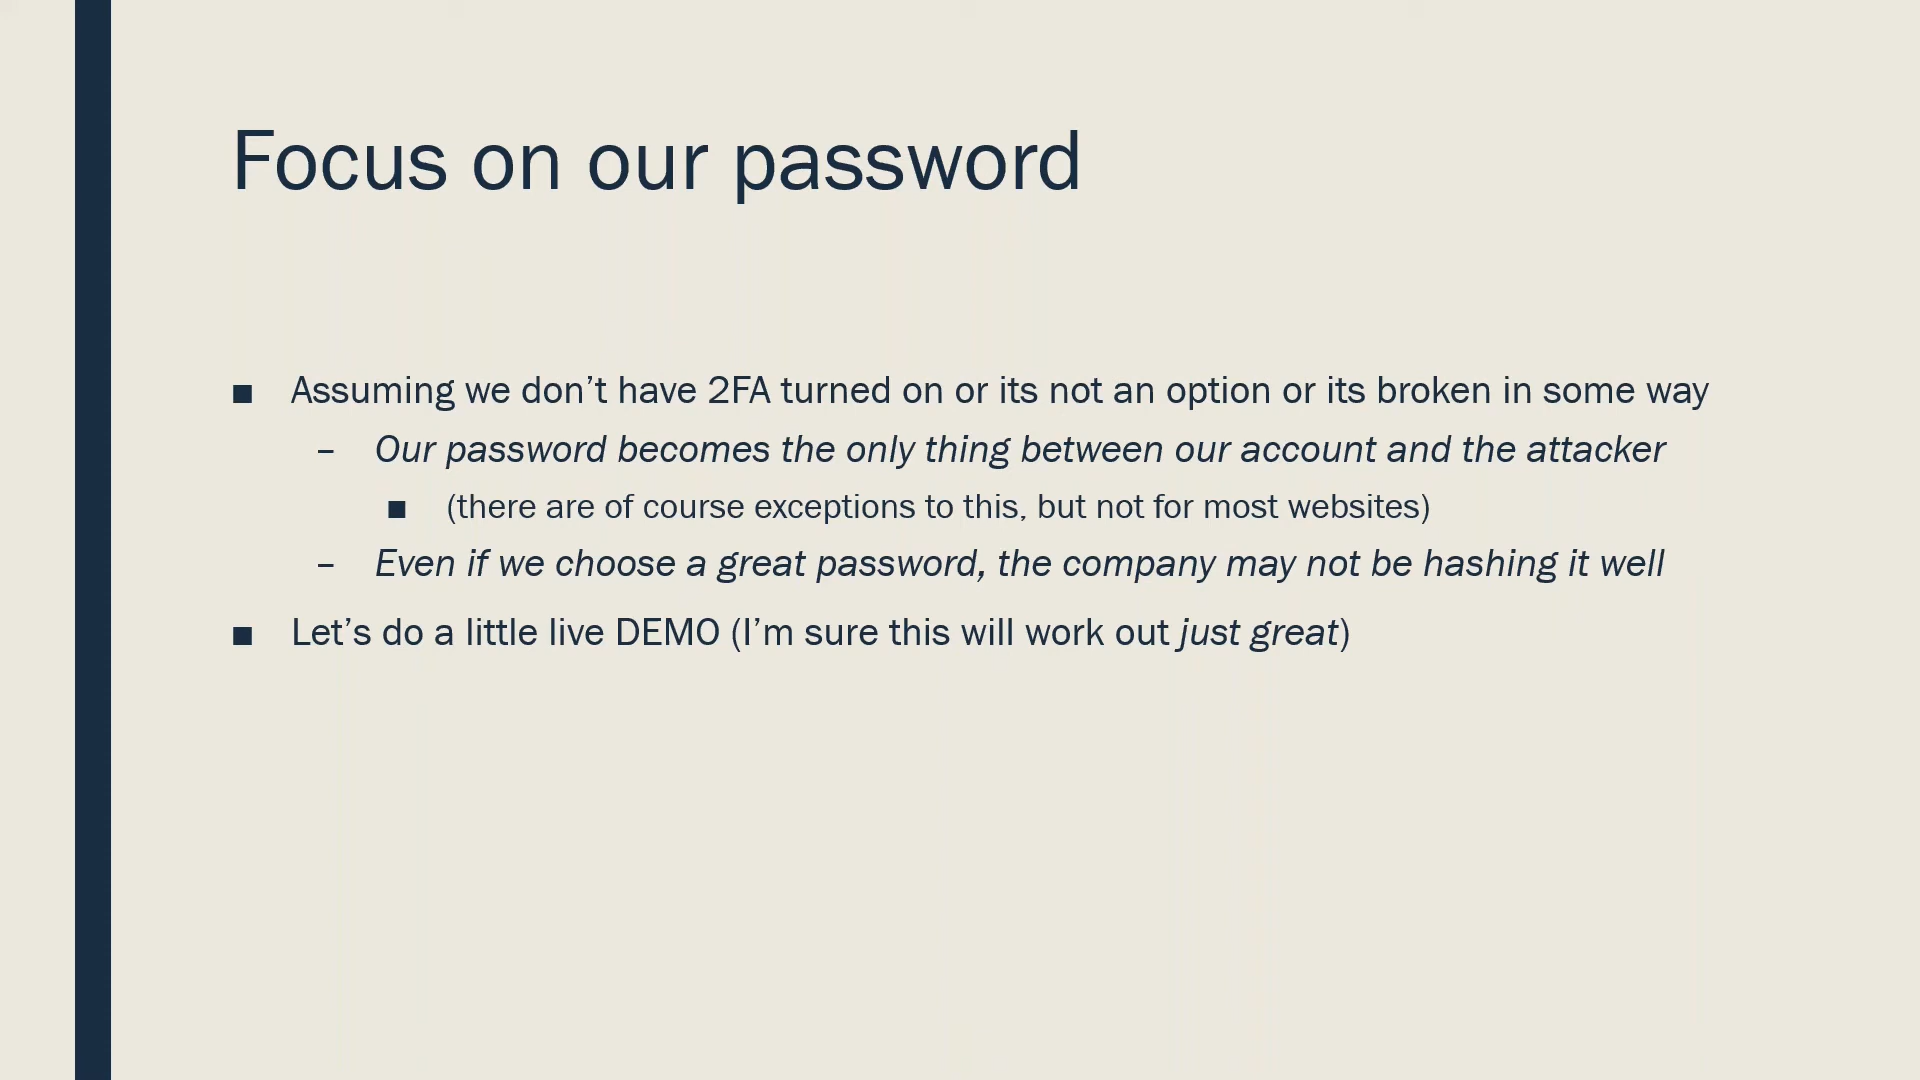 Focus on our password
■ Assuming we don’t have 2FA turned on or its not an option or its broken in some way
– Our password becomes the only thing between our account and the attacker
■ (there are of course exceptions to this, but not for most websites)
– Even if we choose a great password, the company may not be hashing it well
■ Let’s do a little live DEMO (I’m sure this will work out just great)